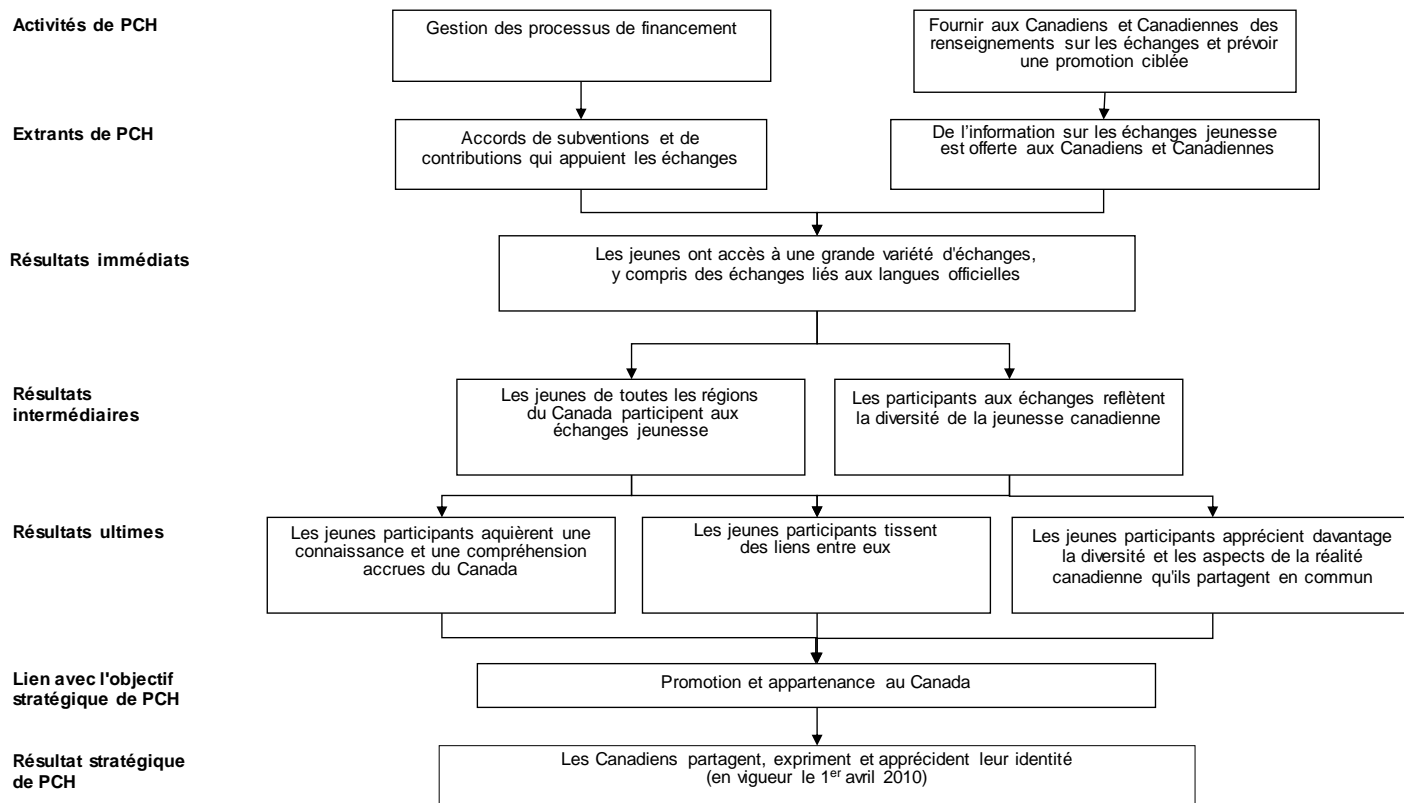 Activités de PCH
Gestion des processus de financement
Fournir aux Canadiens et Canadiennes des
renseignements sur les échanges et prévoir
une promotion ciblée
Extrants de PCH
Accords de subventions et de
contributions qui appuient les échanges
De l'information sur les échanges jeunesse
est offerte aux Canadiens et Canadiennes
Résultats immédiats
Les jeunes ont accès à une grande variété d'échanges,
y compris des échanges liés aux langues officielles
Résultats
intermédiaires
Les jeunes de toutes les régions
du Canada participent aux
échanges jeunesse
Les participants aux échanges reflètent
la diversité de la jeunesse canadienne
Résultats ultimes
Les jeunes participants aquièrent une
connaissance et une compréhension
accrues du Canada
Les jeunes participants tissent
des liens entre eux
Les jeunes participants apprécient davantage
la diversité et les aspects de la réalité
canadienne qu'ils partagent en commun
Lien avec l'objectif
stratégique de PCH
Promotion et appartenance au Canada
Résultat stratégique
de PCH
Les Canadiens partagent, expriment et apprécident leur identité
(en vigueur le 1er avril 2010)